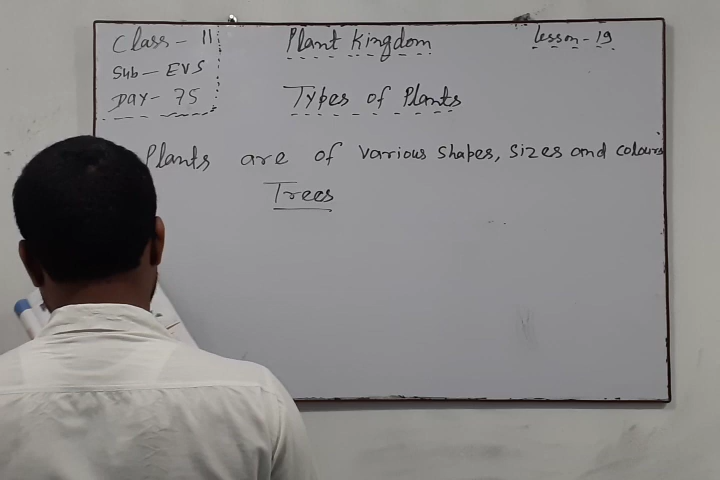 Class - II
Plant Kingdom
Lesson - 19
Sub - EVS
Day - 75
Types of Plants
Plants are of various shapes, sizes and colours
Trees